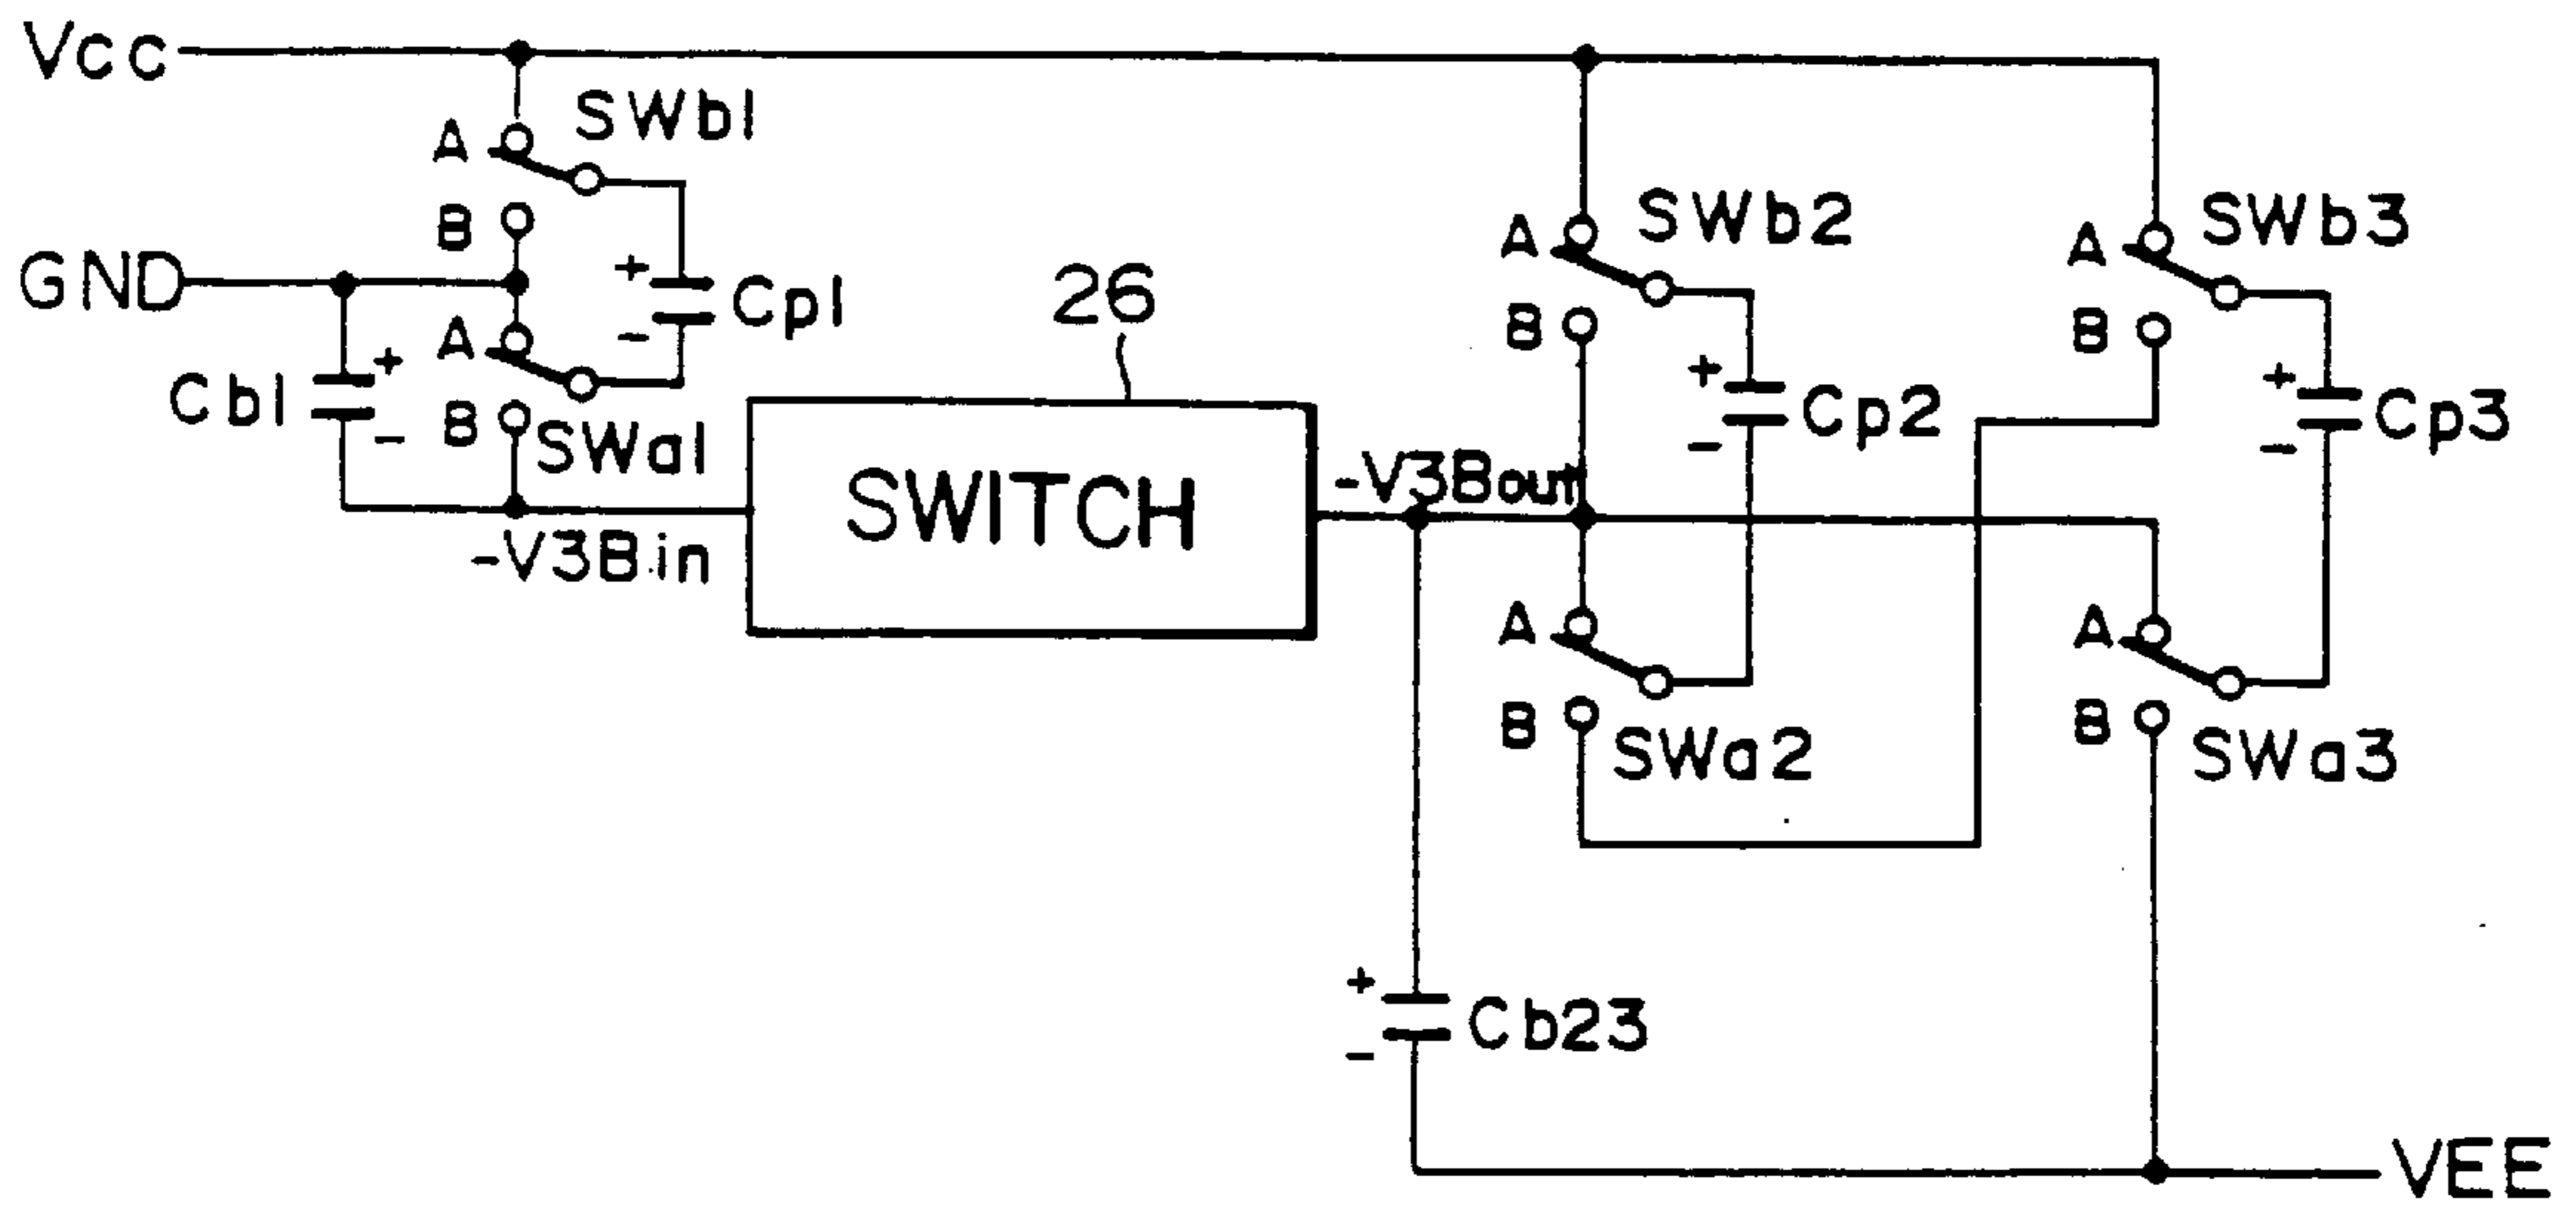 Vcc
SWb1
A
B
GND
+
-
Cp1
A
B
SWa1
Cb1
+
-
-V3Bin
26
SWITCH
-V3Bout
A
B
SWb2
+
-
Cp2
A
B
SWa2
A
B
SWb3
+
-
Cp3
A
B
SWa3
+
-
Cb23
VEE